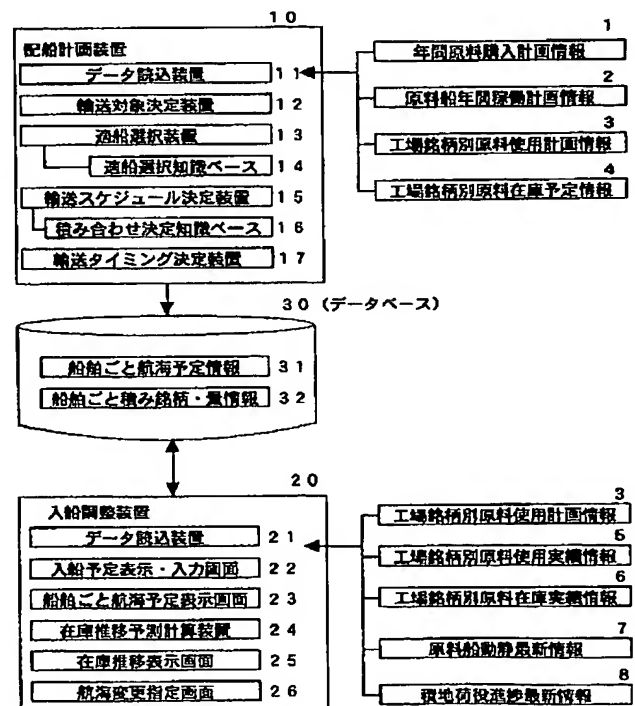 10
配船計画装置
データ読込装置 11
輸送対象決定装置 12
適船選択装置 13
適船選択知識ベース 14
輸送スケジュール決定装置 15
積み合わせ決定知識ベース 16
輸送タイミング決定装置 17
1
年間原料購入計画情報
2
原料船年間稼働計画情報
3
工場銘柄別原料使用計画情報
4
工場銘柄別原料在庫予定情報
30（データベース）
船舶ごと航海予定情報 31
船舶ごと積み銘柄・量情報 32
20
入船調整装置
データ読込装置 21
入船予定表示・入力画面 22
船舶ごと航海予定表示画面 23
在庫推移予測計算装置 24
在庫推移表示画面 25
航海変更指定画面 26
3
工場銘柄別原料使用計画情報
5
工場銘柄別原料使用実績情報
6
工場銘柄別原料在庫実績情報
7
原料船動静最新情報
8
積地荷役進捗最新情報